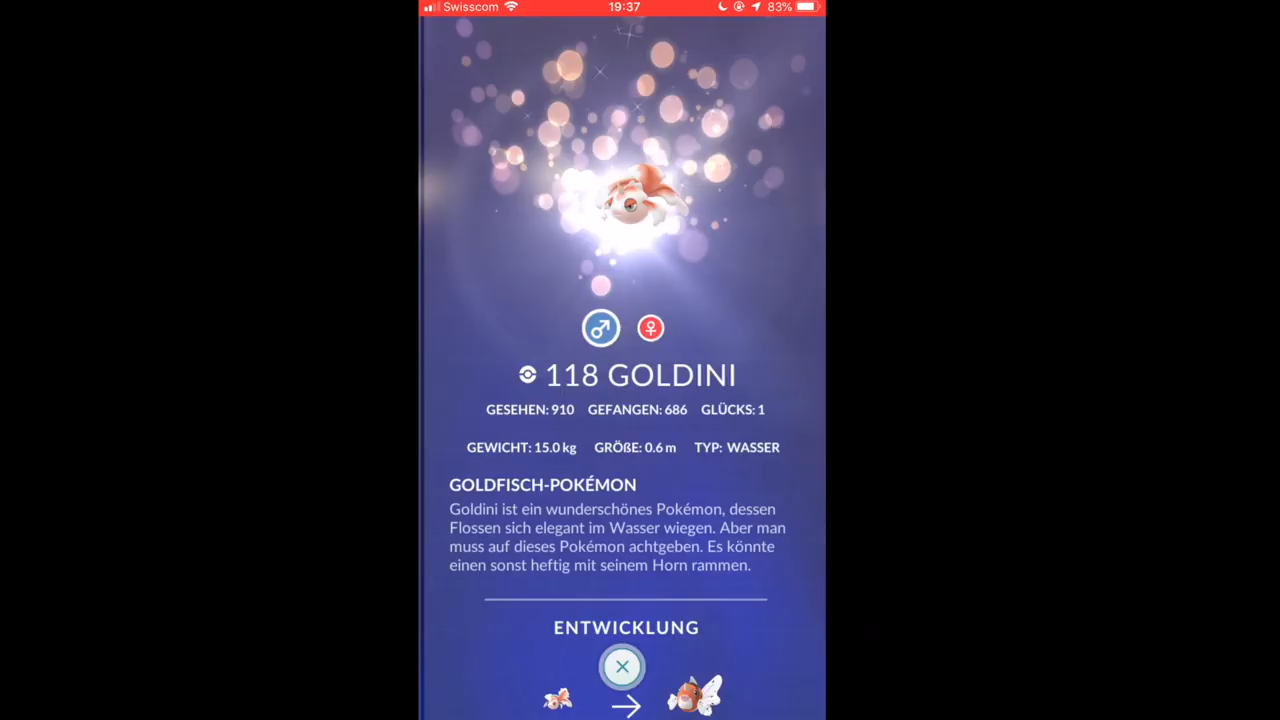 Swisscom 19:37 83%
118 GOLDINI
GESEHEN: 910 GEFANGEN: 686 GLÜCKS: 1
GEWICHT: 15.0 kg GRÖßE: 0.6 m TYP: WASSER
GOLDFISCH-POKÉMON
Goldini ist ein wunderschönes Pokémon, dessen
Flossen sich elegant im Wasser wiegen. Aber man
muss auf dieses Pokémon achtgeben. Es könnte
einen sonst heftig mit seinem Horn rammen.
ENTWICKLUNG